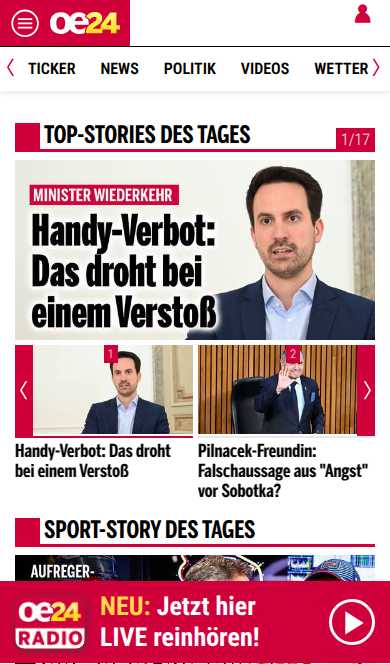 oe24
TICKER NEWS POLITIK VIDEOS WETTER
TOP-STORIES DES TAGES
1/17
MINISTER WIEDERKEHR
Handy-Verbot:
Das droht bei
einem Verstoß
1
2
Handy-Verbot: Das droht
bei einem Verstoß
Pilnacek-Freundin:
Falschaussage aus "Angst"
vor Sobotka?
SPORT-STORY DES TAGES
AUFREGER-
oe24
RADIO
NEU: Jetzt hier
LIVE reinhören!